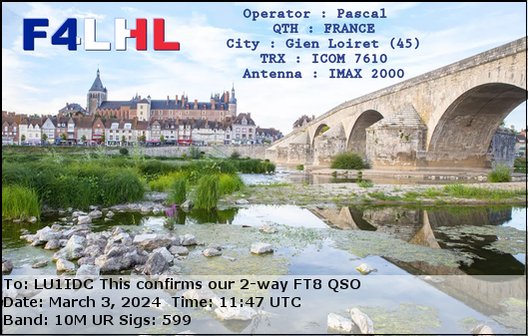 F4LHL
Operator : Pascal
QTH : FRANCE
City : Gien Loiret (45)
TRX : ICOM 7610
Antenna : IMAX 2000
To: LU1IDC This confirms our 2-way FT8 QSO
Date: March 3, 2024 Time: 11:47 UTC
Band: 10M UR Sigs: 599